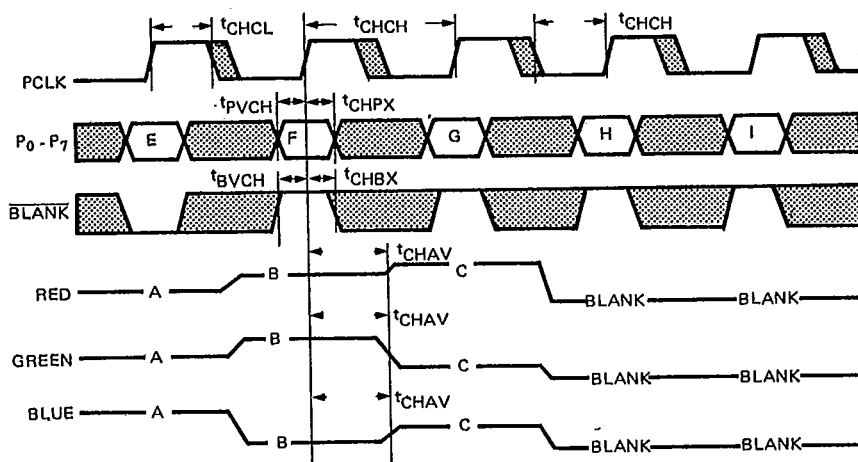 tCHCL tCHCH tCHCH
PCLK
tPVCH tCHPX
P0 - P7 E F G H I
tBVCH tCHBX
BLANK
tCHAV
RED A B C BLANK BLANK
tCHAV
GREEN A B C BLANK BLANK
tCHAV
BLUE A B C BLANK BLANK